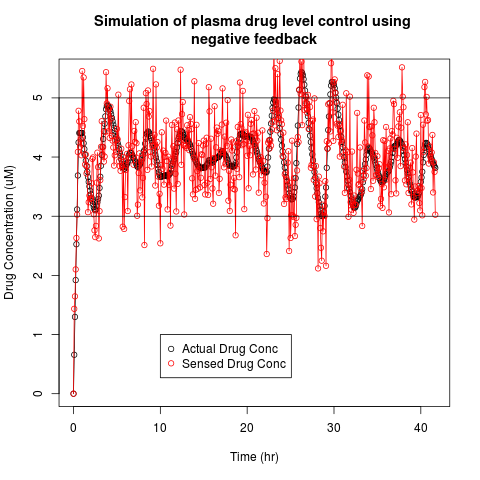 Simulation of plasma drug level control using
negative feedback
Drug Concentration (uM)
5
4
3
2
1
0
Actual Drug Conc
Sensed Drug Conc
0 10 20 30 40
Time (hr)